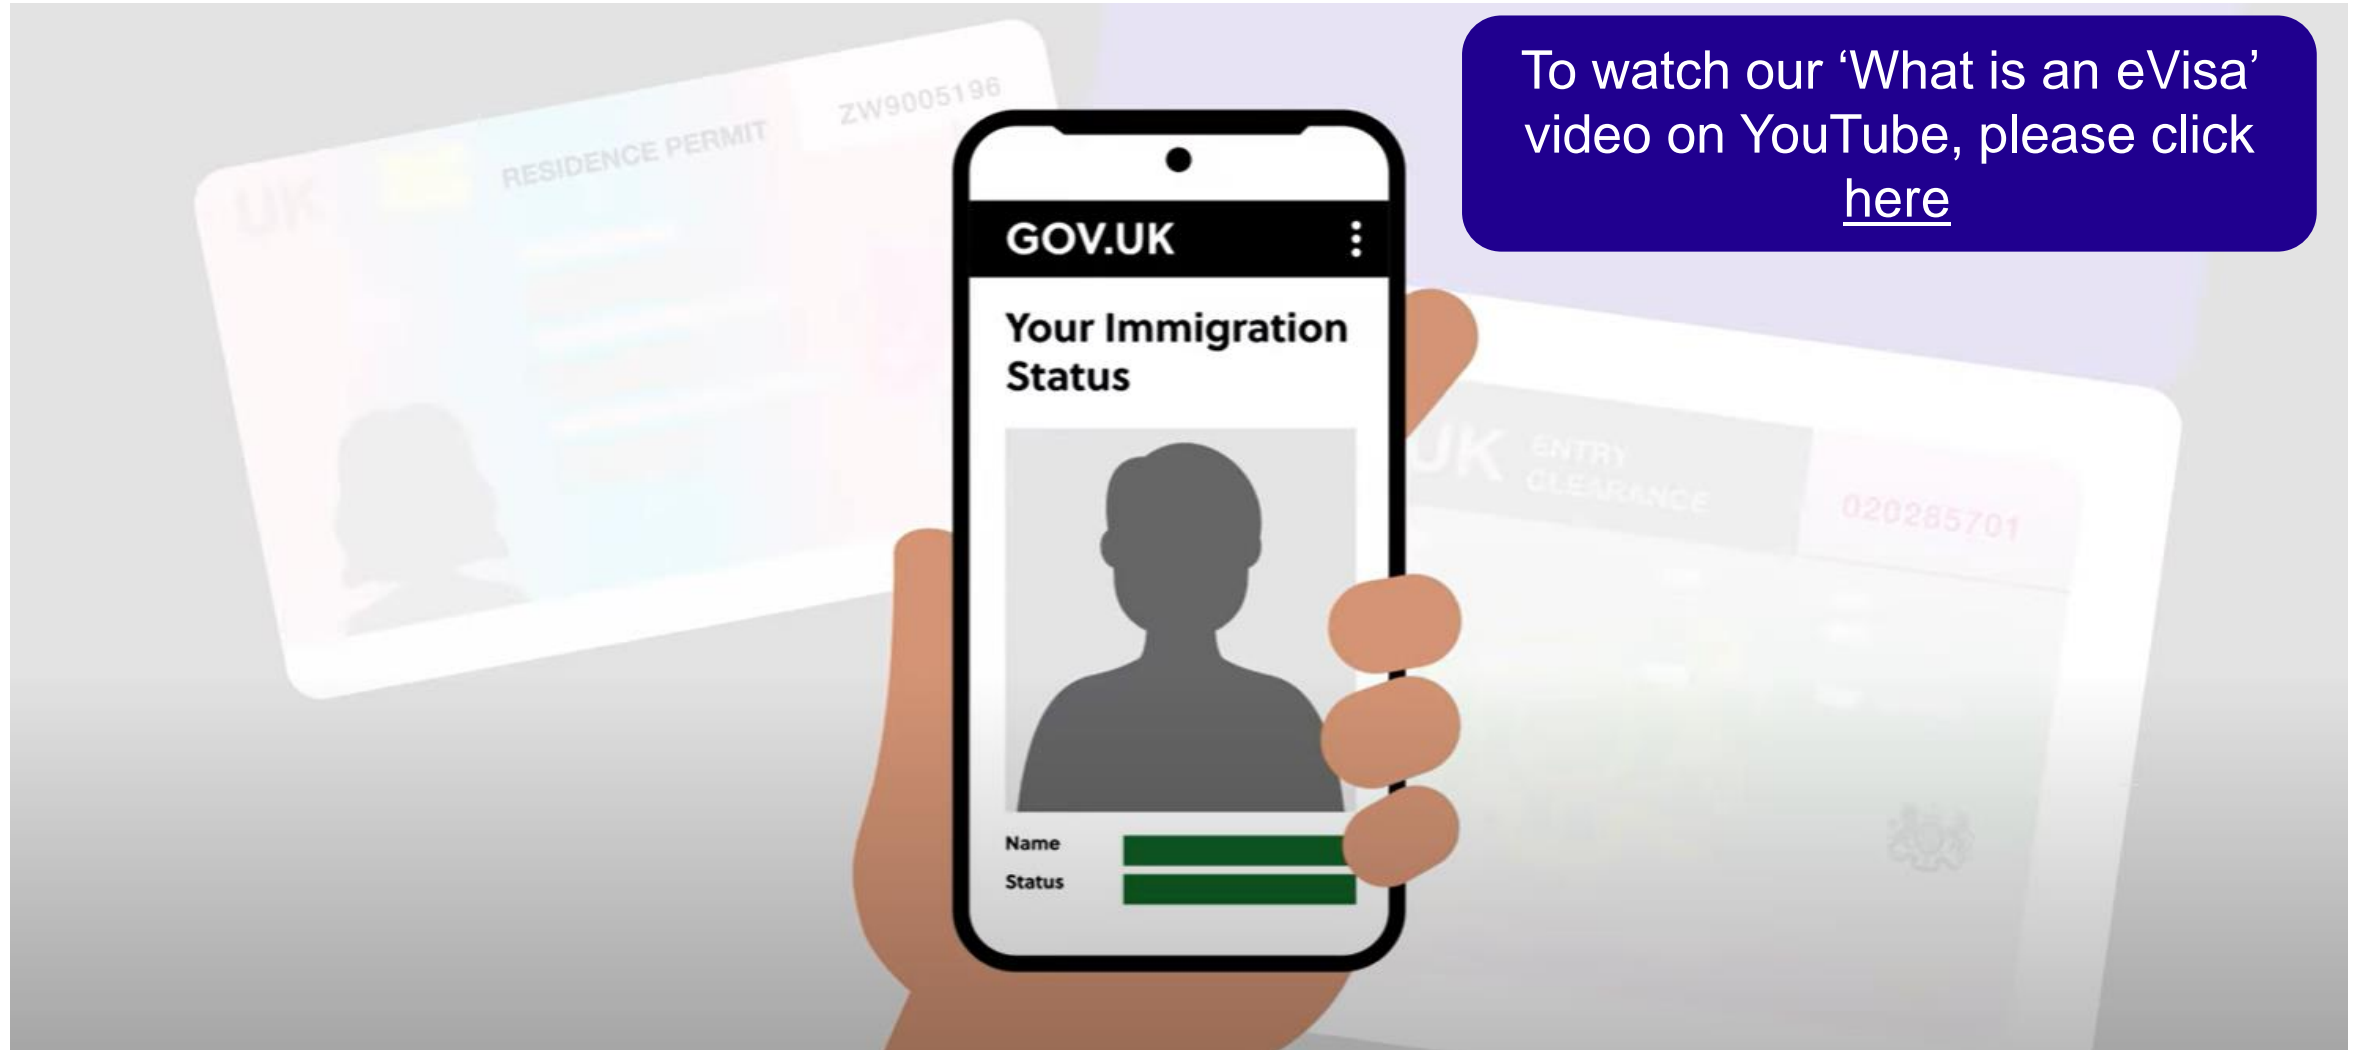 To watch our ‘What is an eVisa’
video on YouTube, please click
here
UK
RESIDENCE PERMIT
ZW9005196
GOV.UK
Your Immigration
Status
Name
Status
UK
ENTRY
CLEARANCE
020285701